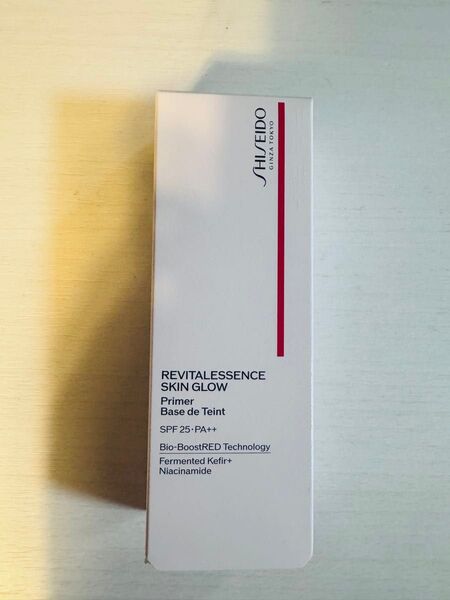 SHISEIDO
GINZA TOKYO
REVITALESSENCE
SKIN GLOW
Primer
Base de Teint
SPF 25・PA++
Bio-BoostRED Technology
Fermented Kefir+
Niacinamide